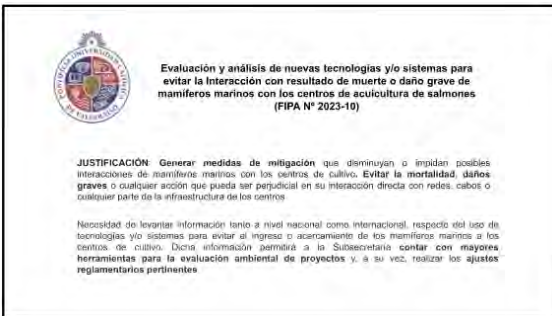 PONTIFICIA UNIVERSIDAD CATOLICA
DE VALPARAISO
Evaluación y análisis de nuevas tecnologías y/o sistemas para
evitar la Interacción con resultado de muerte o daño grave de
mamíferos marinos con los centros de acuicultura de salmones
(FIPA Nº 2023-10)
JUSTIFICACIÓN: Generar medidas de mitigación que disminuyan o impidan posibles
interacciones de mamíferos marinos con los centros de cultivo. Evitar la mortalidad, daños
graves o cualquier acción que pueda ser perjudicial en su interacción directa con redes, cabos o
cualquier parte de la infraestructura de los centros
Necesidad de levantar información tanto a nivel nacional como internacional, respecto del uso de
tecnologías y/o sistemas para evitar el ingreso o acercamiento de los mamíferos marinos a los
centros de cultivo. Dicha información permitirá a la Subsecretaría contar con mayores
herramientas para la evaluación ambiental de proyectos y, a su vez, realizar los ajustes
reglamentarios pertinentes